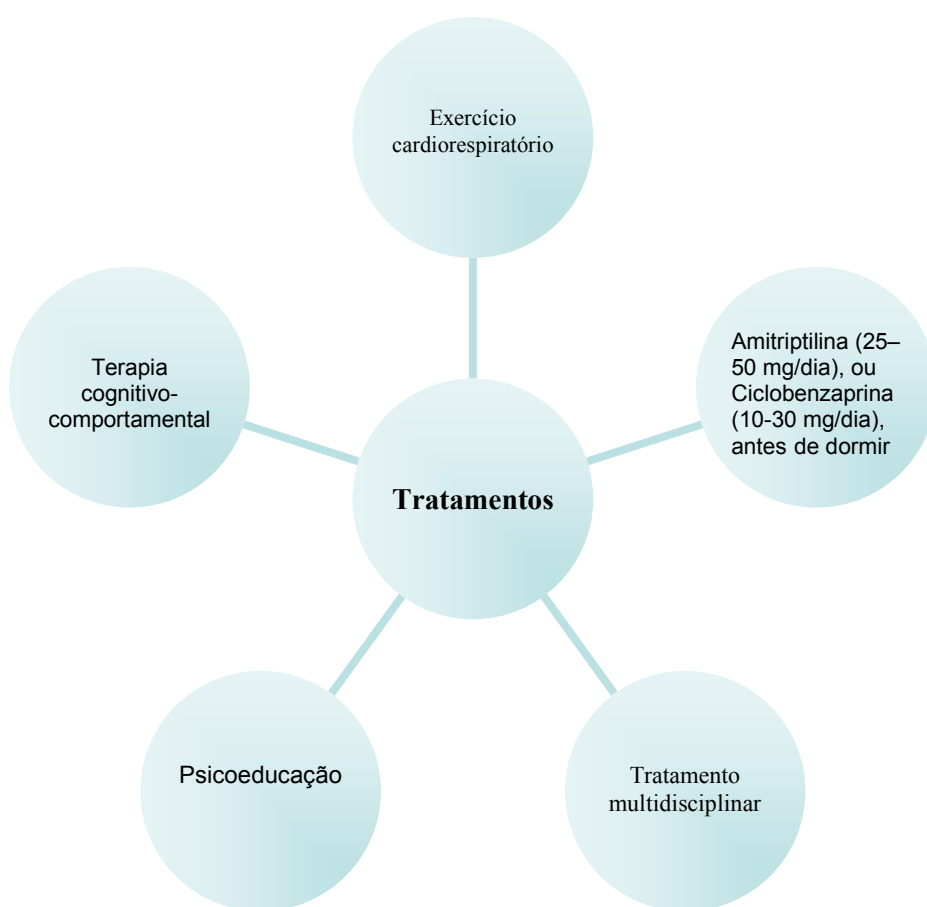 Exercício
cardiorespiratório
Terapia
cognitivo-
comportamental
Amitriptilina (25–
50 mg/dia), ou
Ciclobenzaprina
(10-30 mg/dia),
antes de dormir
Tratamentos
Psicoeducação
Tratamento
multidisciplinar